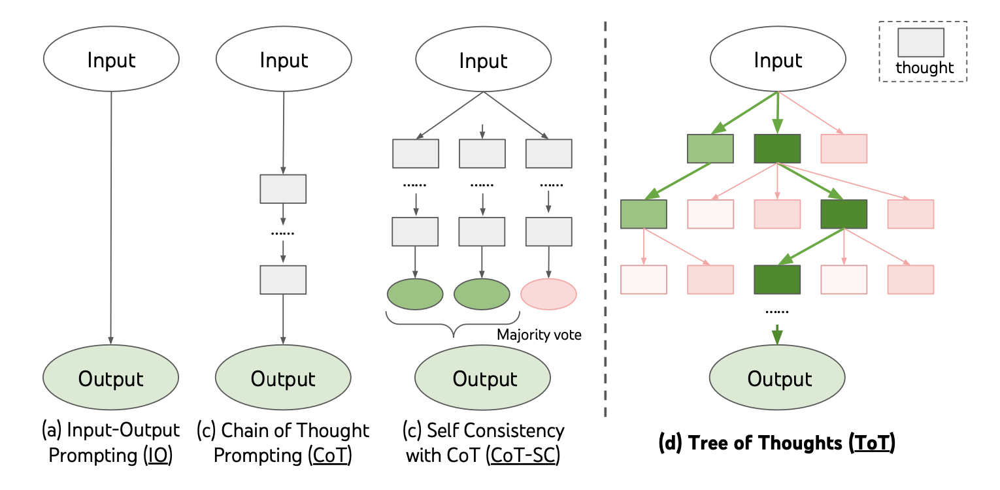 Input
Input
Input
Input
thought
......
...... ...... ......
......
Majority vote
Output
Output
Output
Output
(a) Input-Output
Prompting (IO)
(c) Chain of Thought
Prompting (CoT)
(c) Self Consistency
with CoT (CoT-SC)
(d) Tree of Thoughts (ToT)